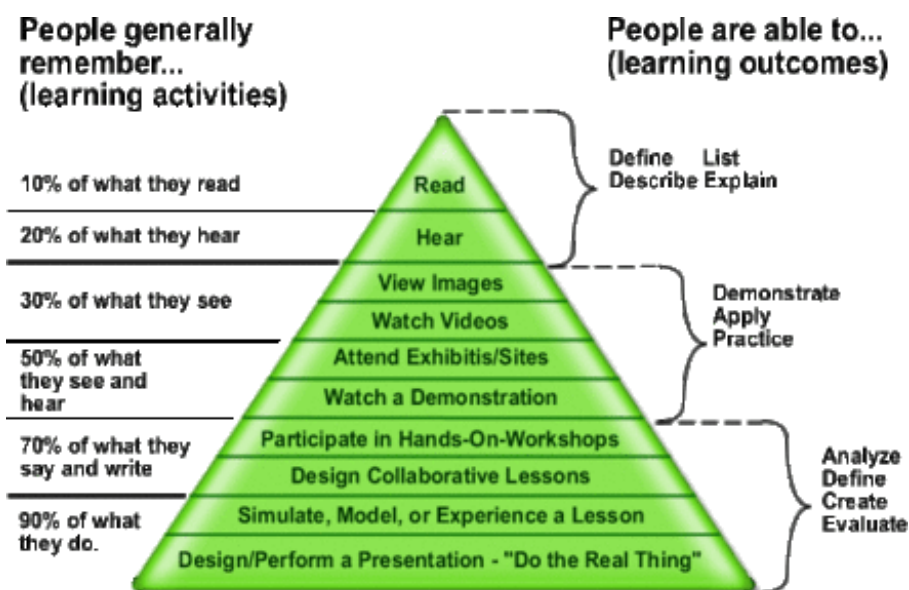 People generally
remember...
(learning activities)
People are able to...
(learning outcomes)
10% of what they read
Read
Define List
Describe Explain
20% of what they hear
Hear
30% of what they see
View Images
Watch Videos
Demonstrate
Apply
Practice
50% of what
they see and
hear
Attend Exhibitis/Sites
Watch a Demonstration
70% of what they
say and write
Participate in Hands-On-Workshops
Design Collaborative Lessons
Analyze
Define
Create
Evaluate
90% of what
they do.
Simulate, Model, or Experience a Lesson
Design/Perform a Presentation - "Do the Real Thing"